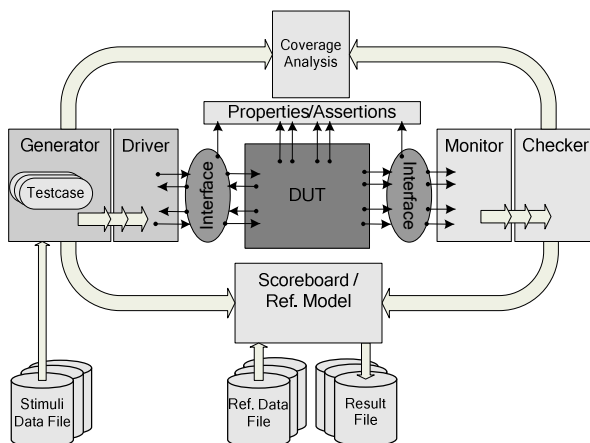 Coverage
Analysis
Properties/Assertions
Generator
Testcase
Driver
Interface
DUT
Interface
Monitor
Checker
Scoreboard /
Ref. Model
Stimuli
Data File
Ref. Data
File
Result
File